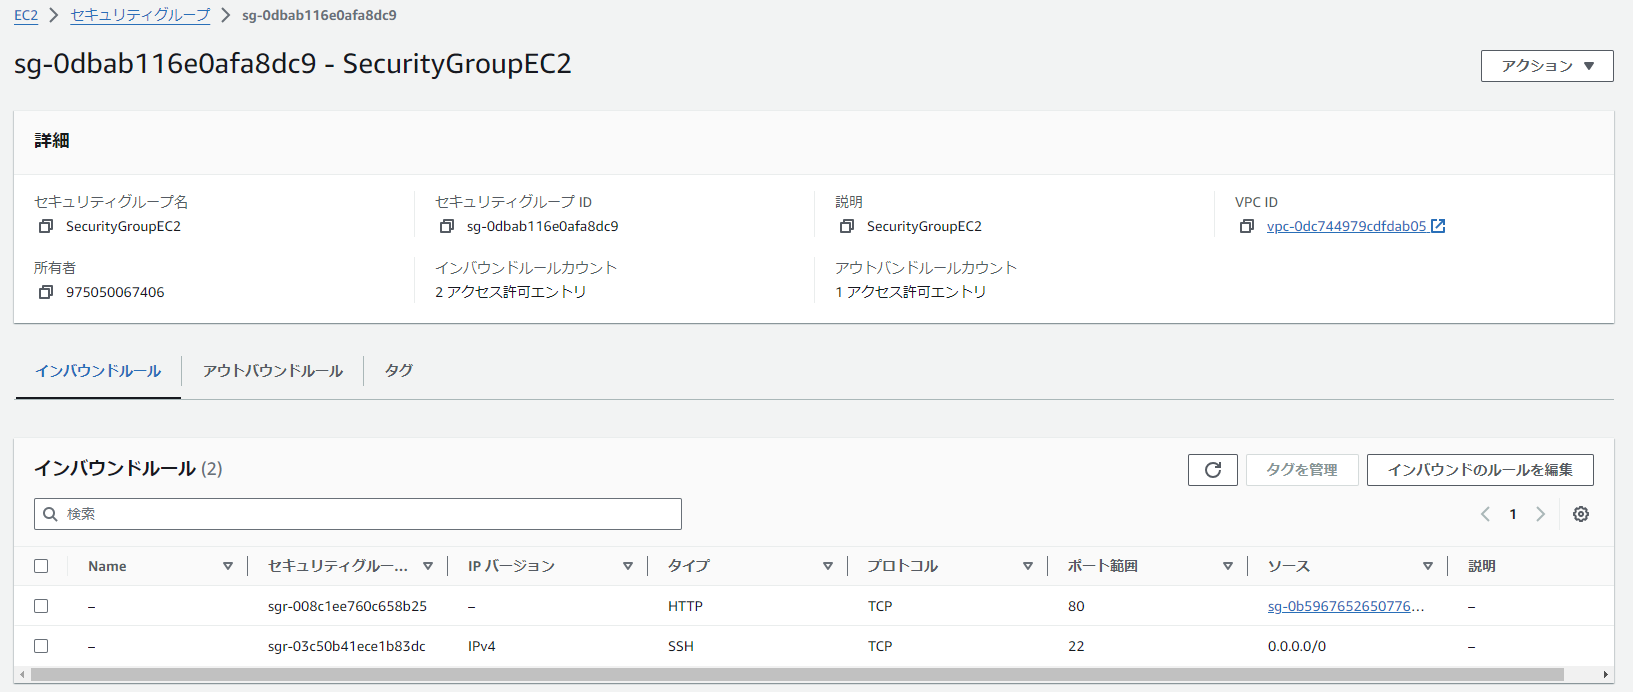 EC2 > セキュリティグループ > sg-0dbab116e0afa8dc9
sg-0dbab116e0afa8dc9 - SecurityGroupEC2
アクション ▼
詳細
セキュリティグループ名
SecurityGroupEC2
セキュリティグループ ID
sg-0dbab116e0afa8dc9
説明
SecurityGroupEC2
VPC ID
vpc-0dc744979cdfdab05
所有者
975050067406
インバウンドルールカウント
2 アクセス許可エントリ
アウトバンドルールカウント
1 アクセス許可エントリ
インバウンドルール アウトバウンドルール タグ
インバウンドルール (2)
タグを管理 インバウンドのルールを編集
検索
1
Name セキュリティグルー... IP バージョン タイプ プロトコル ポート範囲 ソース 説明
– sgr-008c1ee760c658b25 – HTTP TCP 80 sg-0b5967652650776... –
– sgr-03c50b41ece1b83dc IPv4 SSH TCP 22 0.0.0.0/0 –